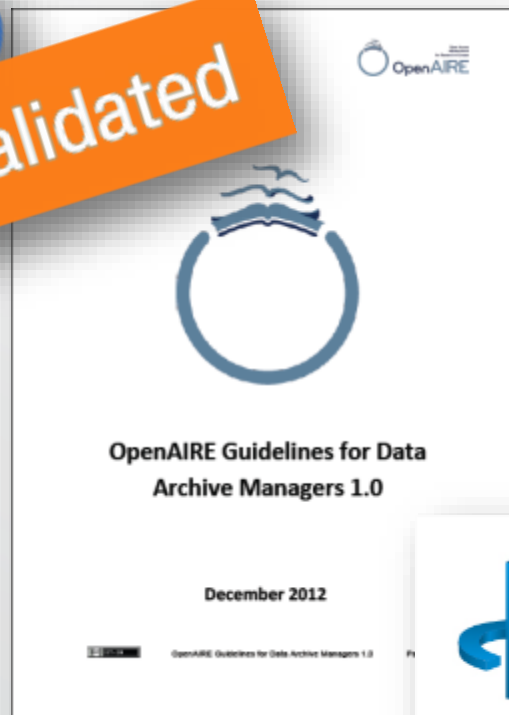 OpenAIRE
alidated
OpenAIRE Guidelines for Data
Archive Managers 1.0
December 2012
OpenAIRE Guidelines for Data Archive Managers 1.0